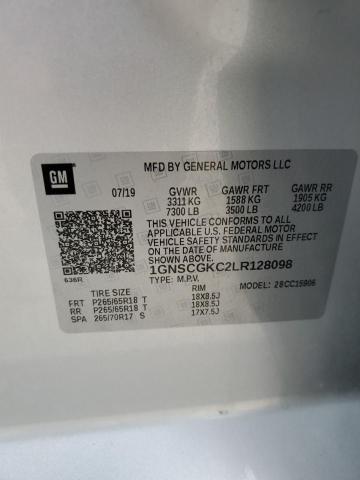 GM
MFD BY GENERAL MOTORS LLC
07/19 GVWR GAWR FRT GAWR RR
3311 KG 1588 KG 1905 KG
7300 LB 3500 LB 4200 LB
THIS VEHICLE CONFORMS TO ALL
APPLICABLE U.S. FEDERAL MOTOR
VEHICLE SAFETY STANDARDS IN EFFECT
ON THE DATE OF MANUFACTURE
SHOWN ABOVE.
1GNSCGKC2LR128098
636R TYPE: M.P.V. MODEL: 28CC15906
TIRE SIZE RIM
FRT P265/65R18 T 18X8.5J
RR P265/65R18 T 18X8.5J
SPA 265/70R17 S 17X7.5J